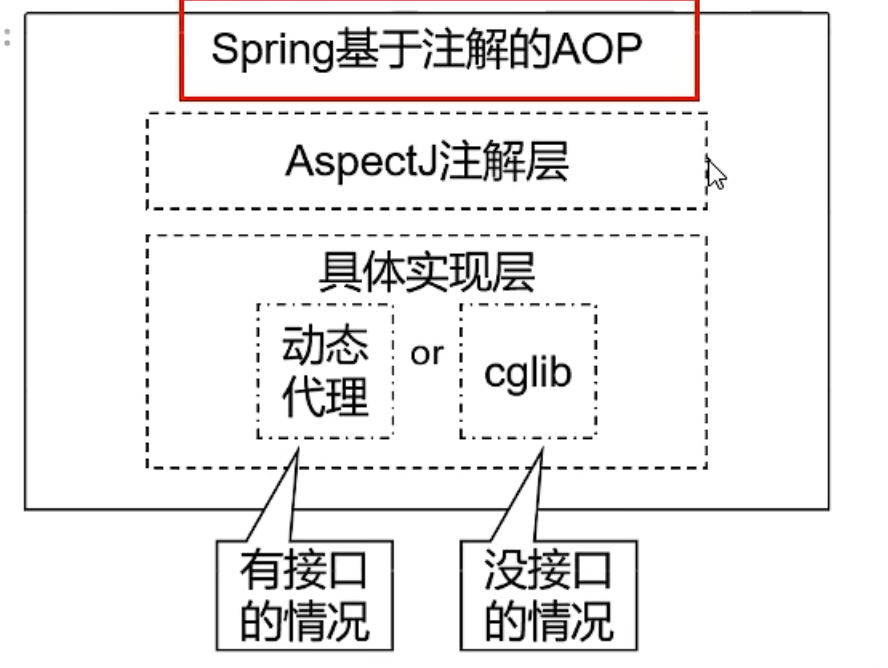 Spring基于注解的AOP
AspectJ注解层
具体实现层
动态
代理
or
cglib
有接口
的情况
没接口
的情况